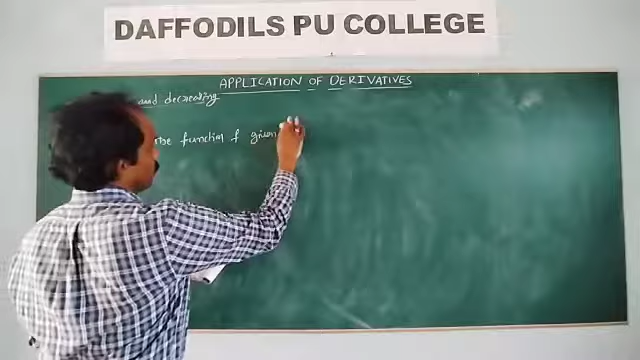 DAFFODILS PU COLLEGE
APPLICATION OF DERIVATIVES
and decreasing
the function f given